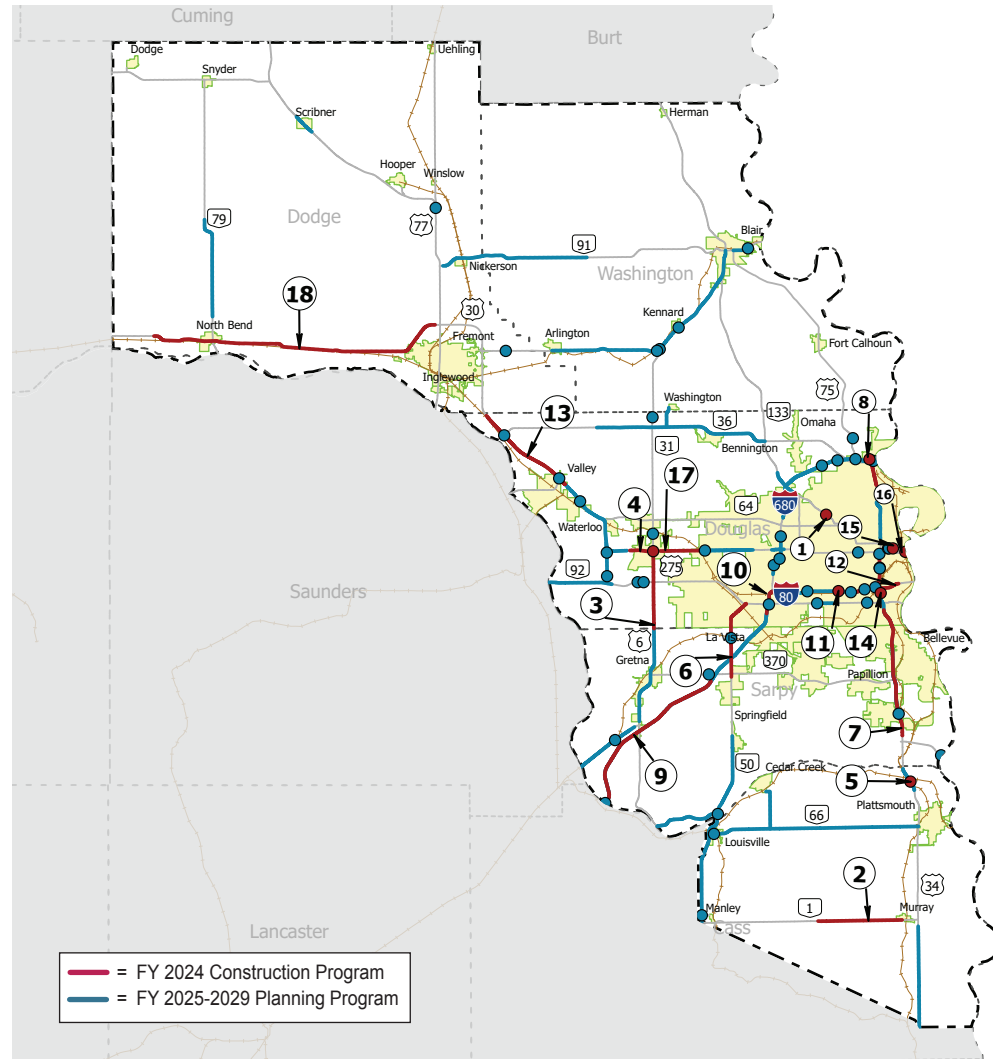 Cuming
Burt
Dodge
Uehling
Snyder
Scribner
Herman
Hooper
Winslow
Dodge
79
77
Blair
91
Nickerson
Washington
18
30
Kennard
North Bend
Fremont
Arlington
Fort Calhoun
Inglewood
75
8
Washington
133
13
36
Omaha
31
Bennington
17
Valley
16
4
680
64
Waterloo
Douglas
15
1
275
12
92
10
80
3
6
La Vista
11
14
Bellevue
Saunders
Gretna
6
370
Papillion
Sarpy
Springfield
7
9
50
Cedar Creek
5
Plattsmouth
66
Louisville
2
34
Manley
1
Murray
Cass
Lancaster
= FY 2024 Construction Program
= FY 2025-2029 Planning Program